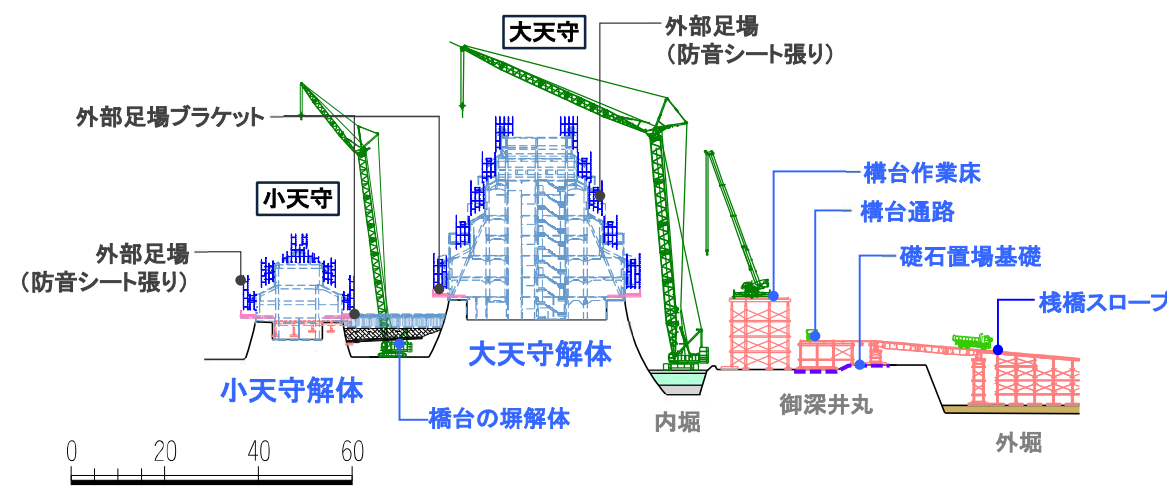 大天守
外部足場
（防音シート張り）
外部足場ブラケット
小天守
外部足場
（防音シート張り）
構台作業床
構台通路
礎石置場基礎
桟橋スロープ
大天守解体
小天守解体
橋台の塀解体
内堀
御深井丸
外堀
0 20 40 60